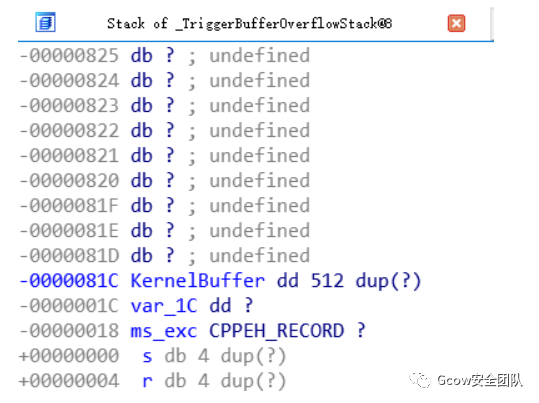 Stack of _TriggerBufferOverflowStack@8
-00000825 db ? ; undefined
-00000824 db ? ; undefined
-00000823 db ? ; undefined
-00000822 db ? ; undefined
-00000821 db ? ; undefined
-00000820 db ? ; undefined
-0000081F db ? ; undefined
-0000081E db ? ; undefined
-0000081D db ? ; undefined
-0000081C KernelBuffer dd 512 dup(?)
-0000001C var_1C dd ?
-00000018 ms_exc CPPEH_RECORD ?
+00000000  s db 4 dup(?)
+00000004  r db 4 dup(?)
Gcow安全团队